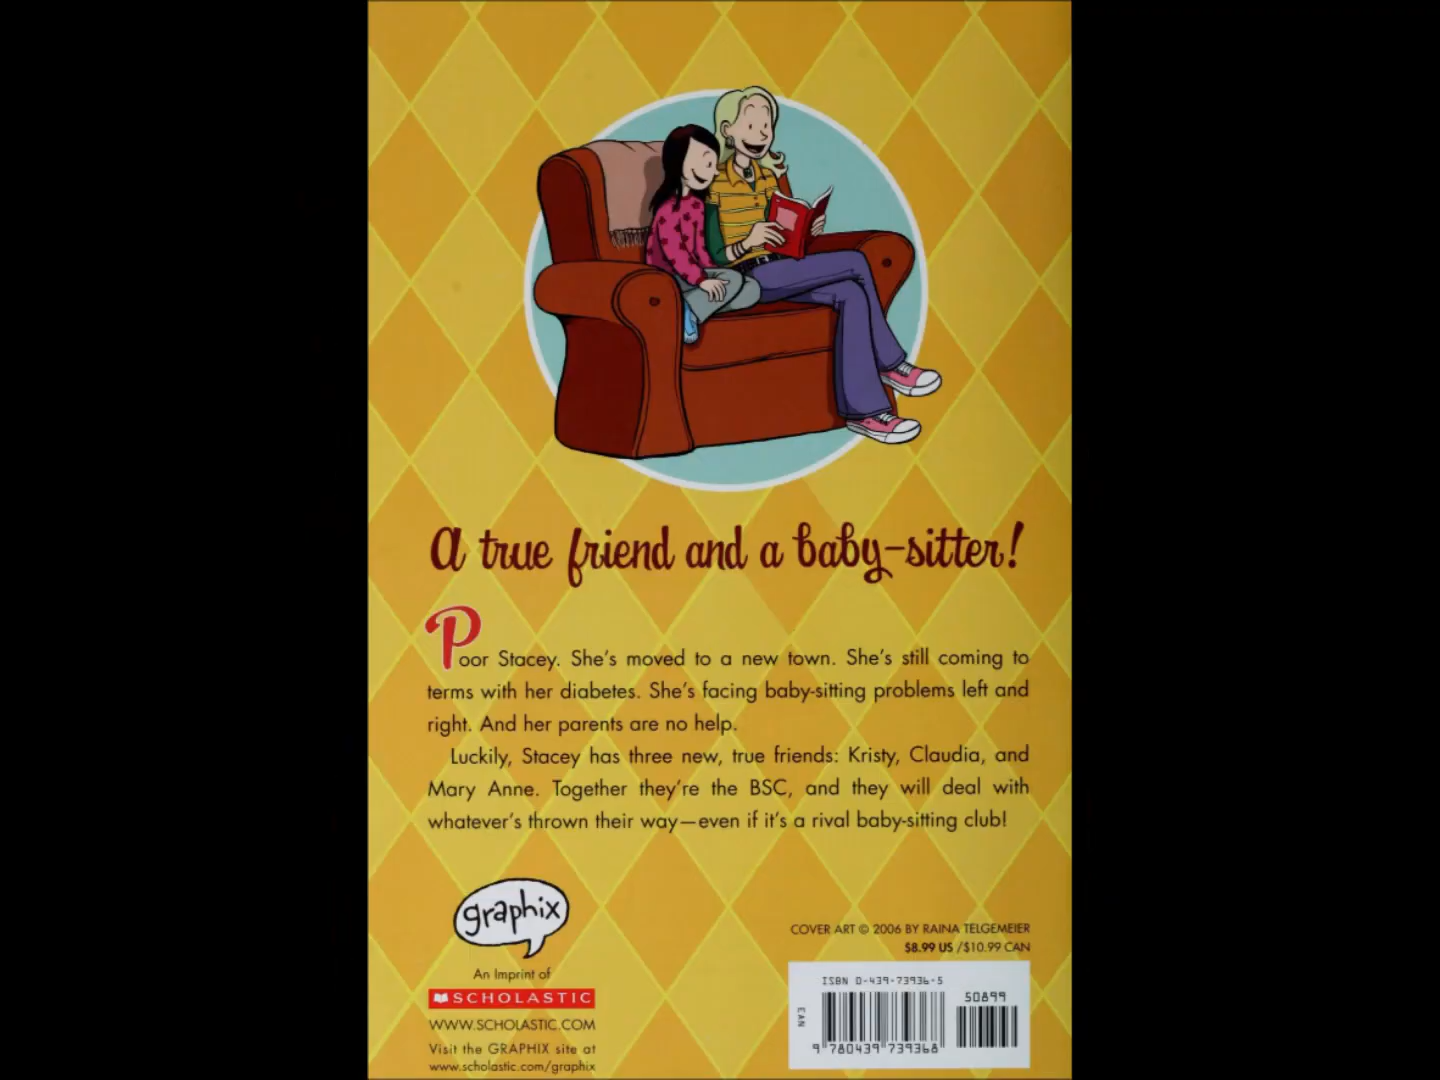 A true friend and a baby-sitter!
Poor Stacey. She's moved to a new town. She's still coming to
terms with her diabetes. She's facing baby-sitting problems left and
right. And her parents are no help.
Luckily, Stacey has three new, true friends: Kristy, Claudia, and
Mary Anne. Together they're the BSC, and they will deal with
whatever's thrown their way—even if it's a rival baby-sitting club!
graphix
An Imprint of
SCHOLASTIC
WWW.SCHOLASTIC.COM
Visit the GRAPHIX site at
www.scholastic.com/graphix
COVER ART © 2006 BY RAINA TELGEMEIER
$8.99 US /$10.99 CAN
ISBN 0-439-73936-5
50899
EAN
9 780439 739368